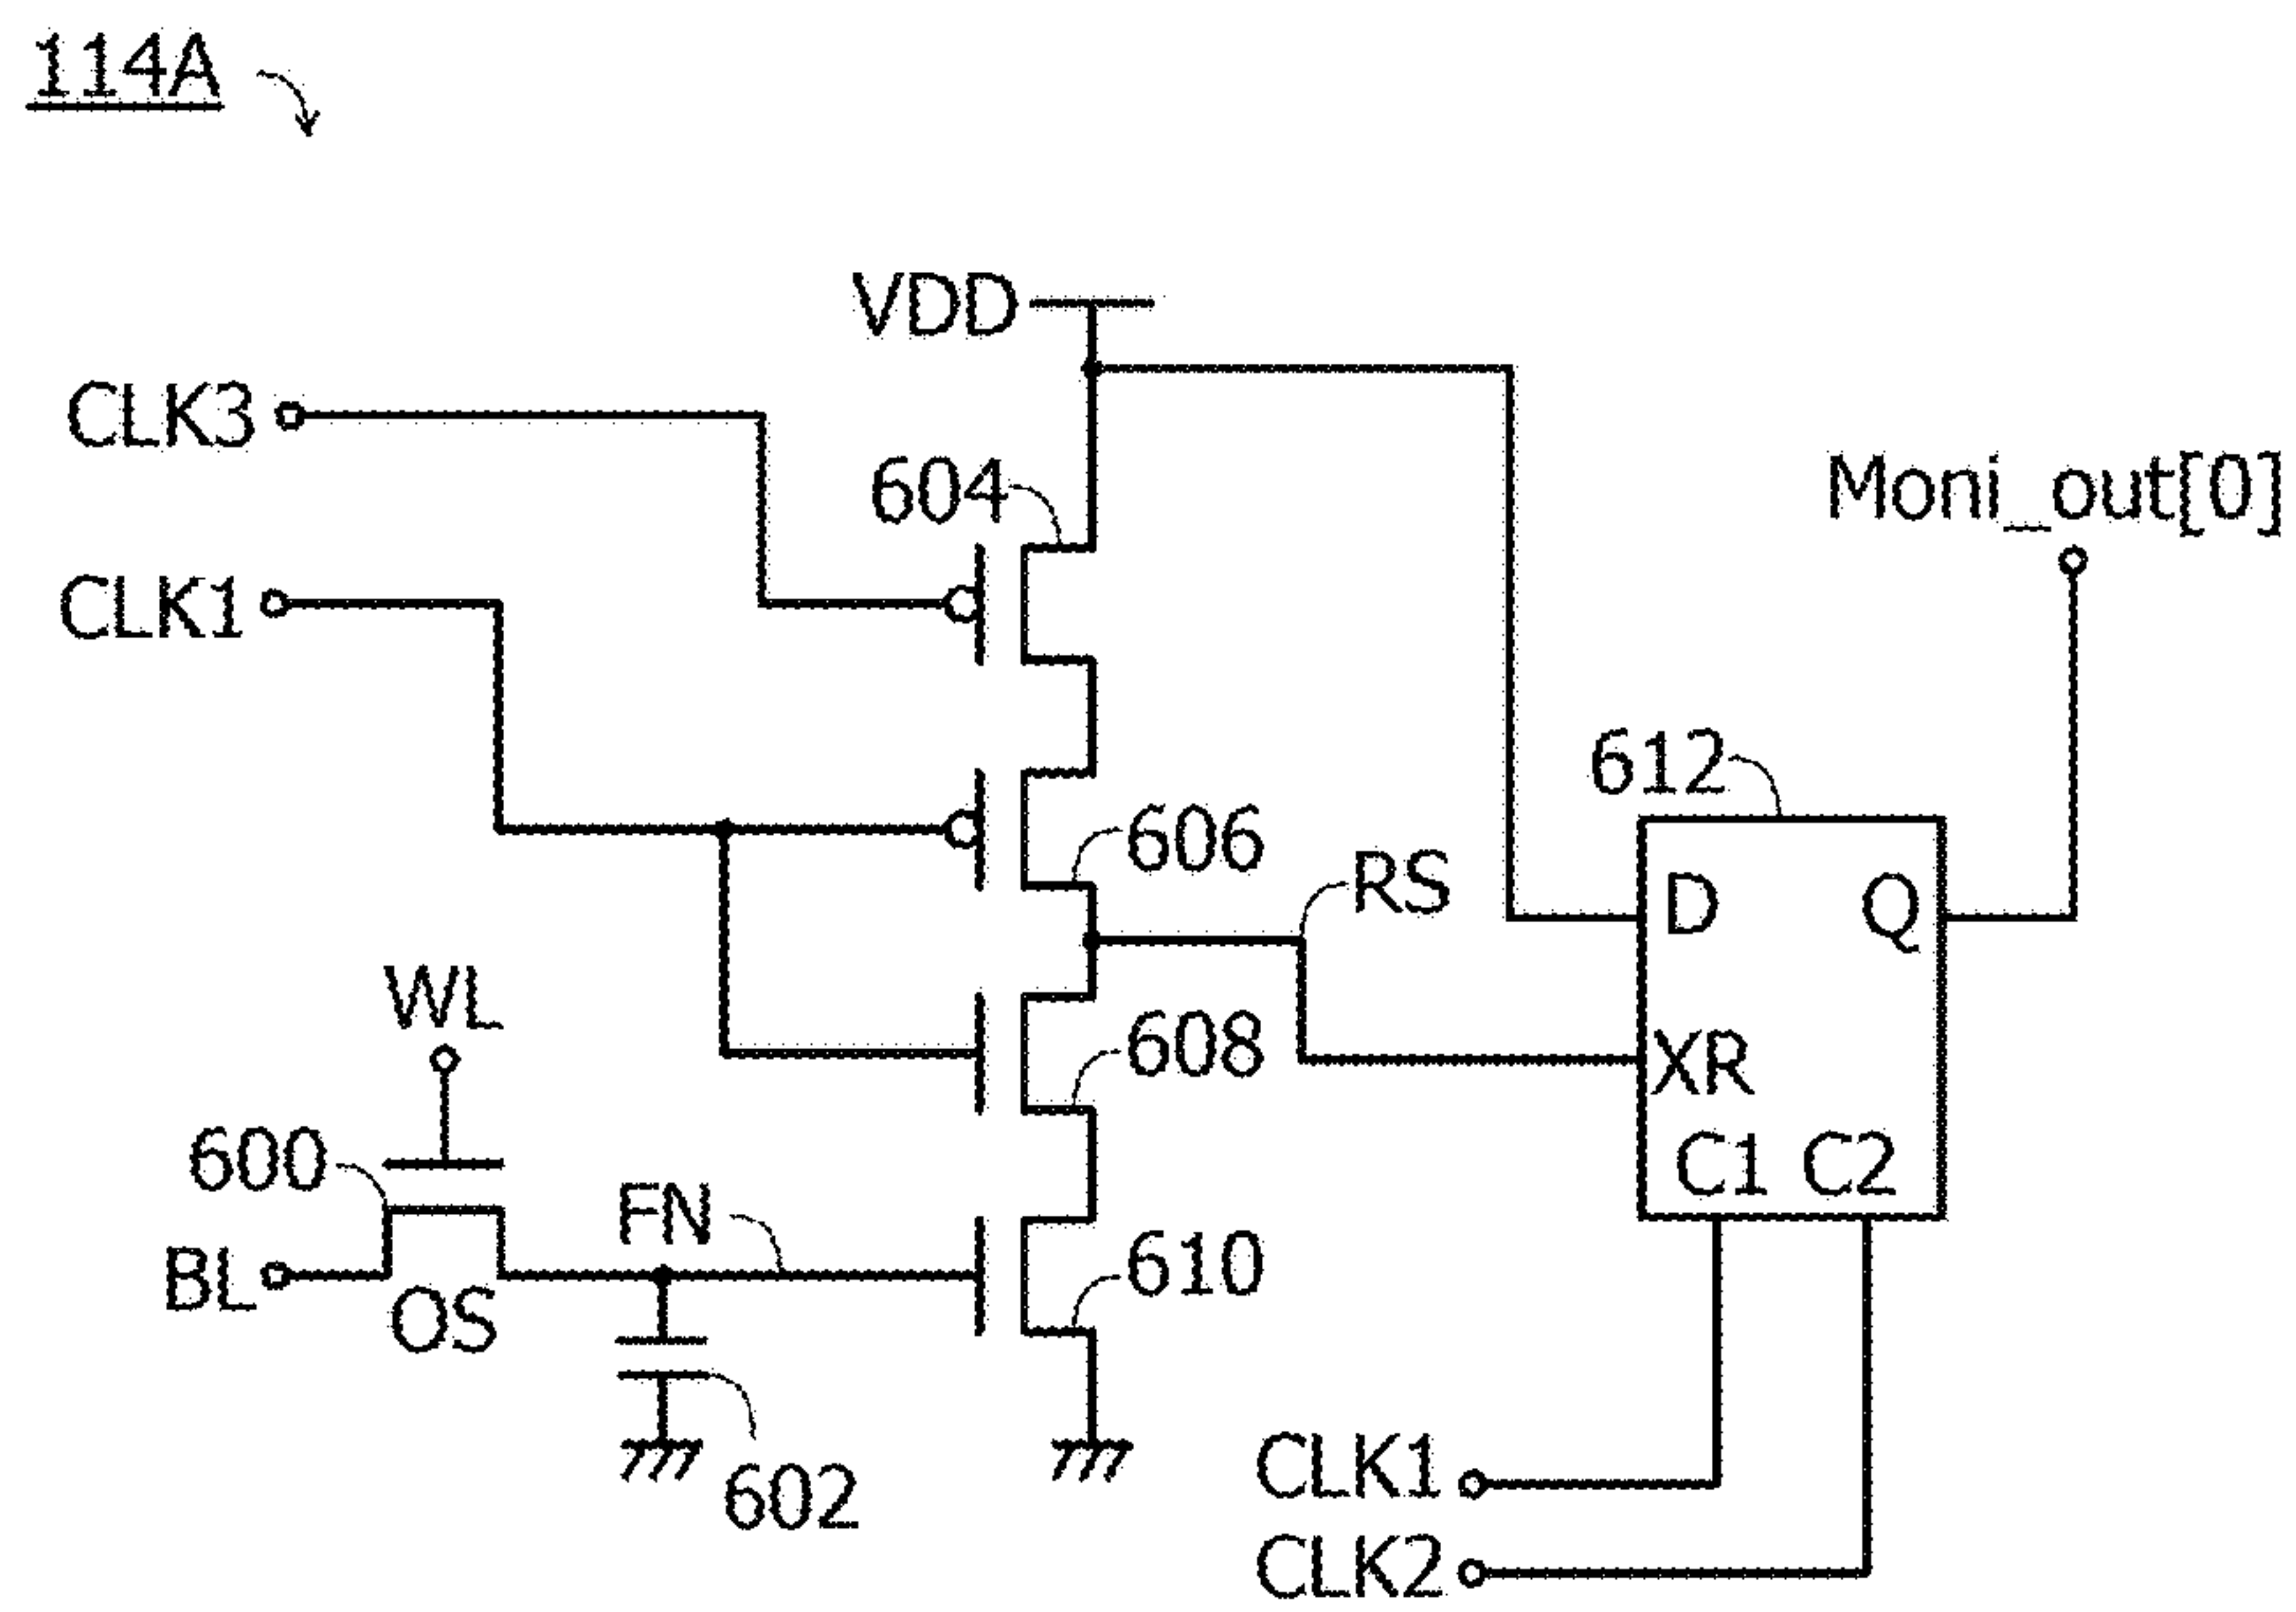 114A
VDD
CLK3
604
Moni_out[0]
CLK1
612
606
RS
D Q
WL
608
XR
600
FN
C1 C2
BL
OS
610
602
CLK1
CLK2